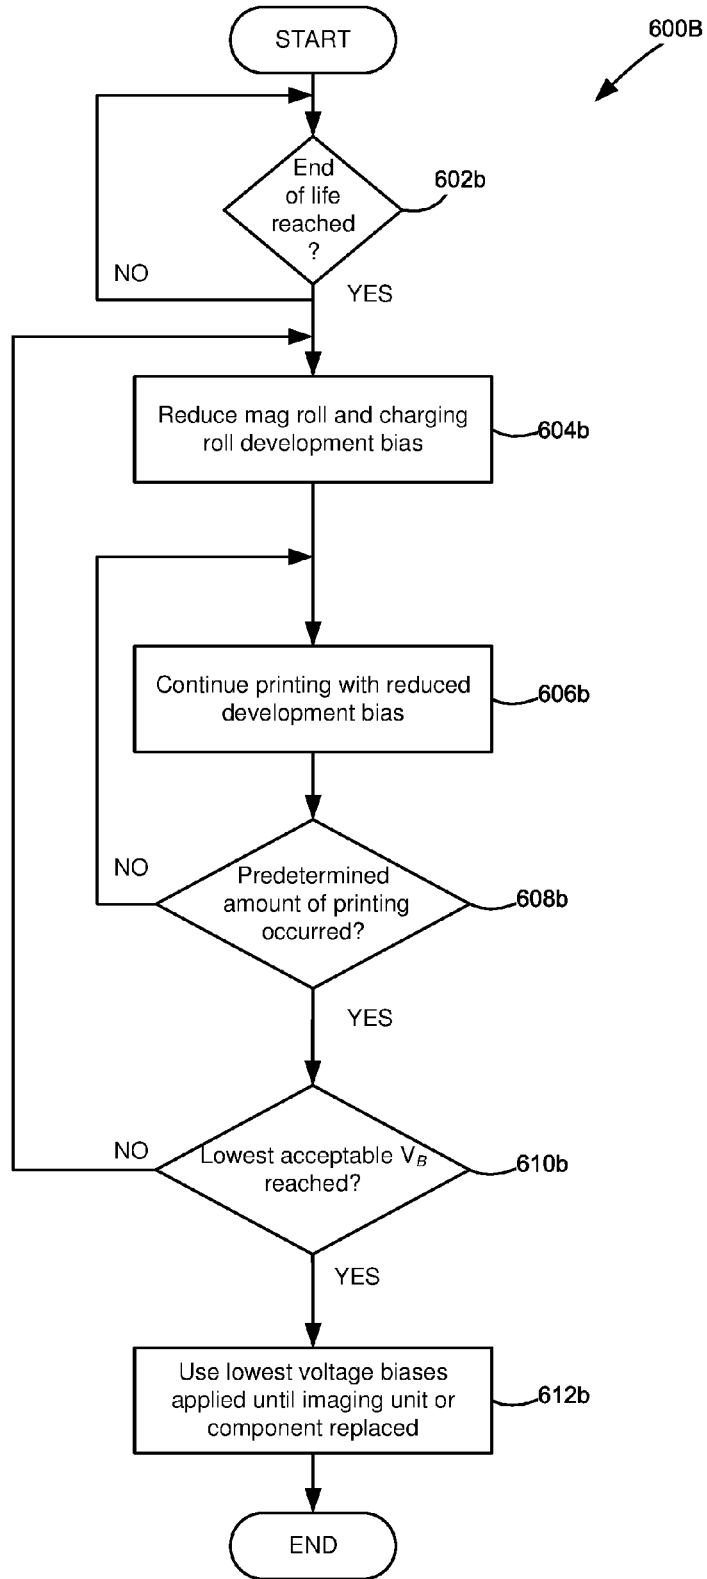 START
600B
End
of life
reached
?
602b
NO
YES
Reduce mag roll and charging
roll development bias
604b
Continue printing with reduced
development bias
606b
NO
Predetermined
amount of printing
occurred?
608b
YES
NO
Lowest acceptable VB
reached?
610b
YES
Use lowest voltage biases
applied until imaging unit or
component replaced
612b
END